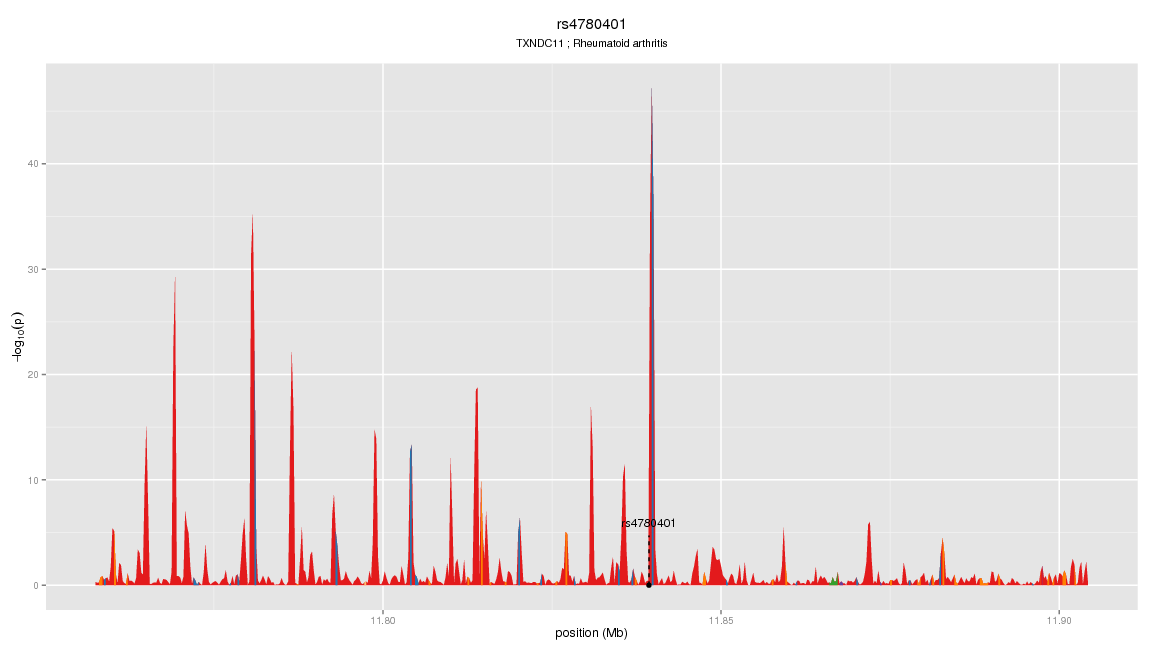 rs4780401
TXNDC11 ; Rheumatoid arthritis
−log10(p)
40
30
20
10
0
rs4780401
11.80
11.85
11.90
position (Mb)